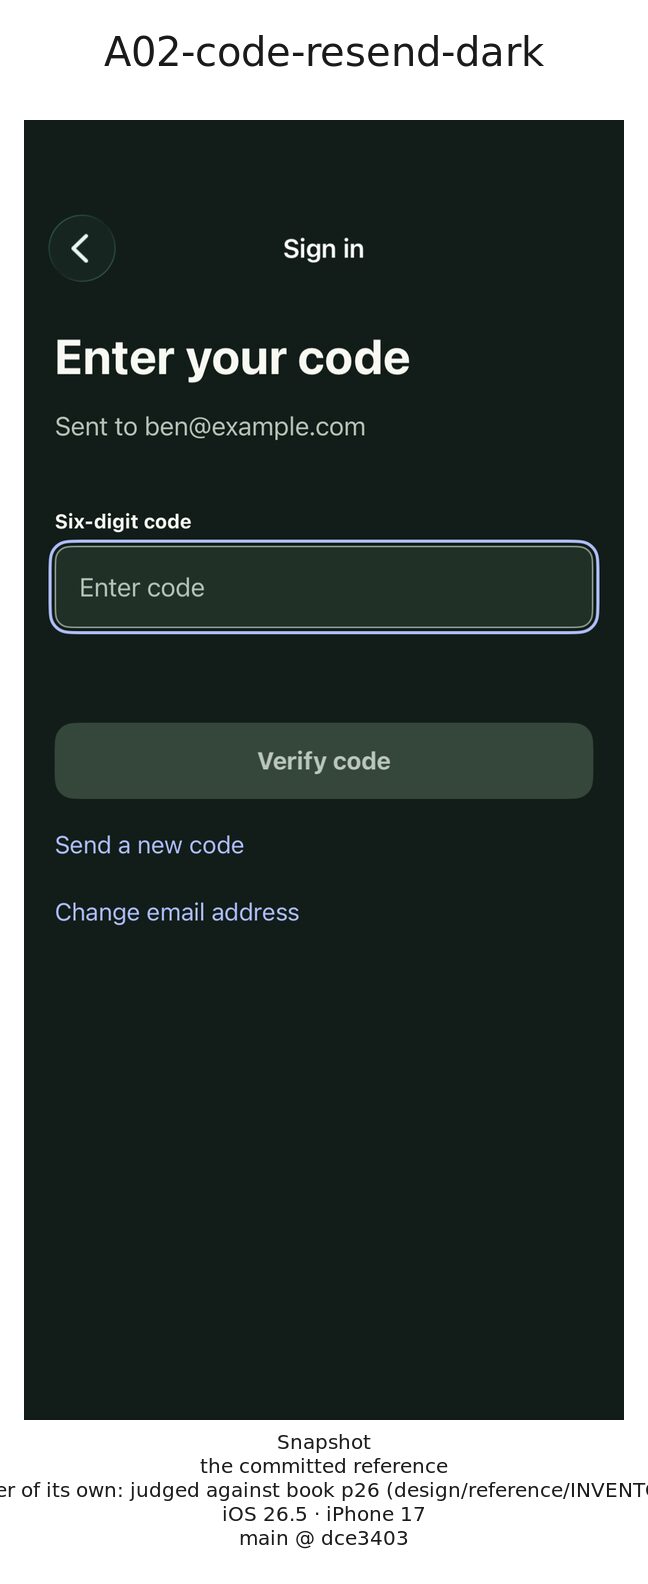 A02-code-resend-dark
Sign in
Enter your code
Sent to ben@example.com
Six-digit code
Enter code
Verify code
Send a new code
Change email address
Snapshot
the committed reference
of its own: judged against book p26 (design/reference/
iOS 26.5 · iPhone 17
main @ dce3403